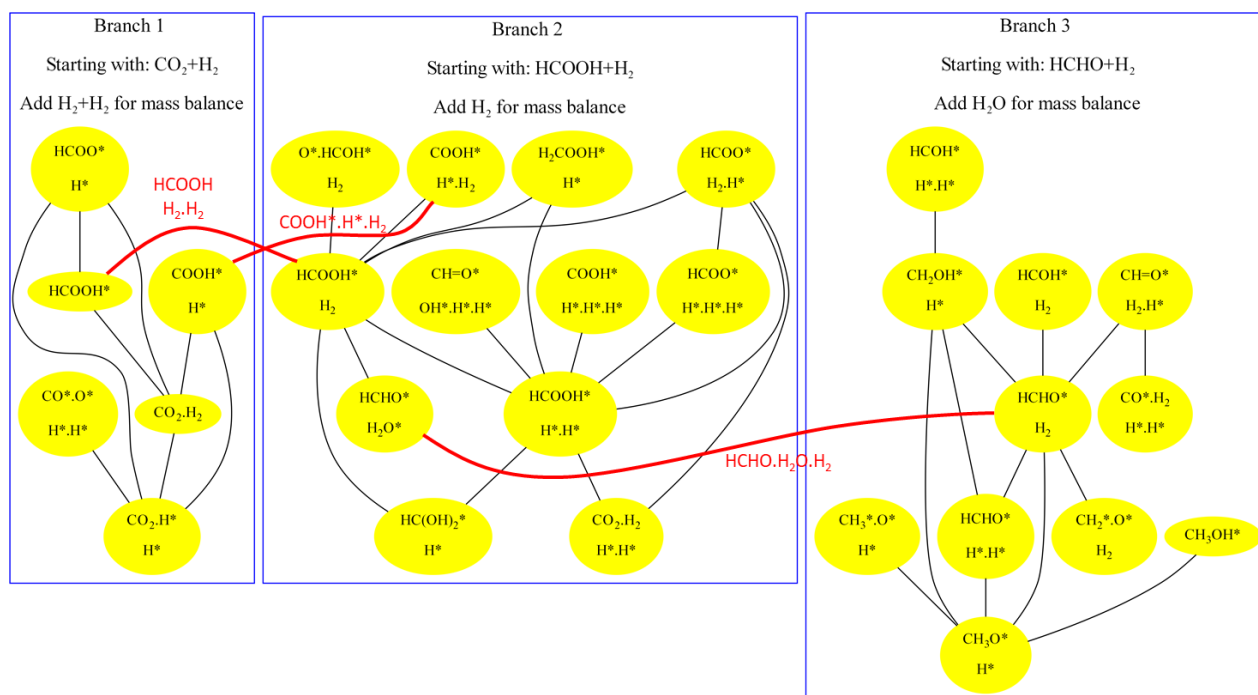 Branch 1
Starting with: CO₂+H₂
Add H₂+H₂ for mass balance
HCOO*
H*
HCOOH*
COOH*
H*
CO*.O*
H*.H*
CO₂.H₂
CO₂.H*
H*
HCOOH
H₂.H₂
COOH*.H*.H₂
Branch 2
Starting with: HCOOH+H₂
Add H₂ for mass balance
O*.HCOH*
H₂
COOH*
H*.H₂
H₂COOH*
H*
HCOO*
H₂.H*
HCOOH*
H₂
CH=O*
OH*.H*.H*
COOH*
H*.H*.H*
HCOO*
H*.H*.H*
HCHO*
H₂O*
HCOOH*
H*.H*
HC(OH)₂*
H*
CO₂.H₂
H*.H*
HCHO.H₂O.H₂
Branch 3
Starting with: HCHO+H₂
Add H₂O for mass balance
HCOH*
H*.H*
CH₂OH*
H*
HCOH*
H₂
CH=O*
H₂.H*
HCHO*
H₂
CO*.H₂
H*.H*
CH₃*.O*
H*
HCHO*
H*.H*
CH₂*.O*
H₂
CH₃OH*
CH₃O*
H*